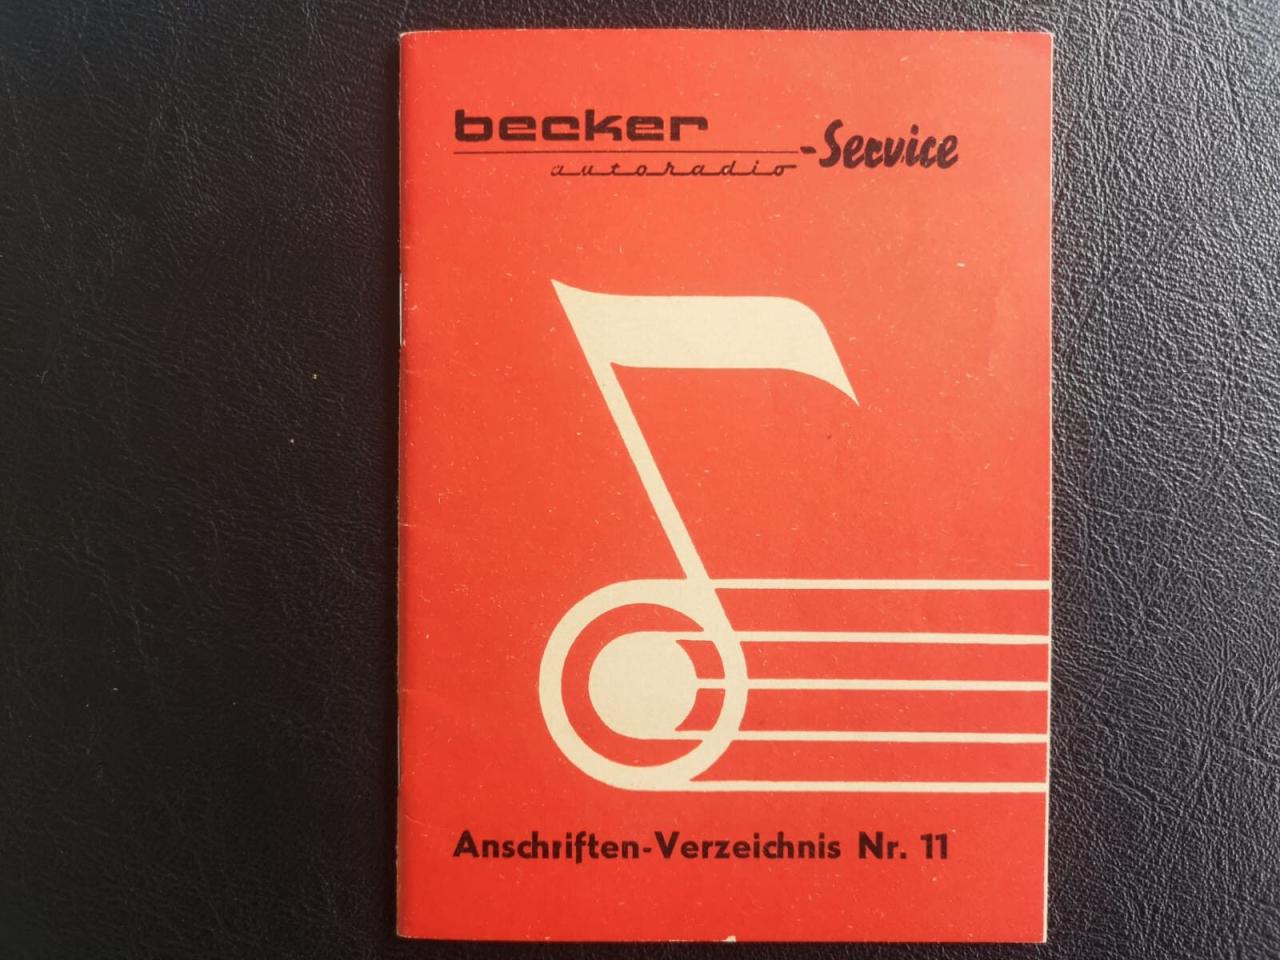 becker
autoradio -Service
Anschriften-Verzeichnis Nr. 11